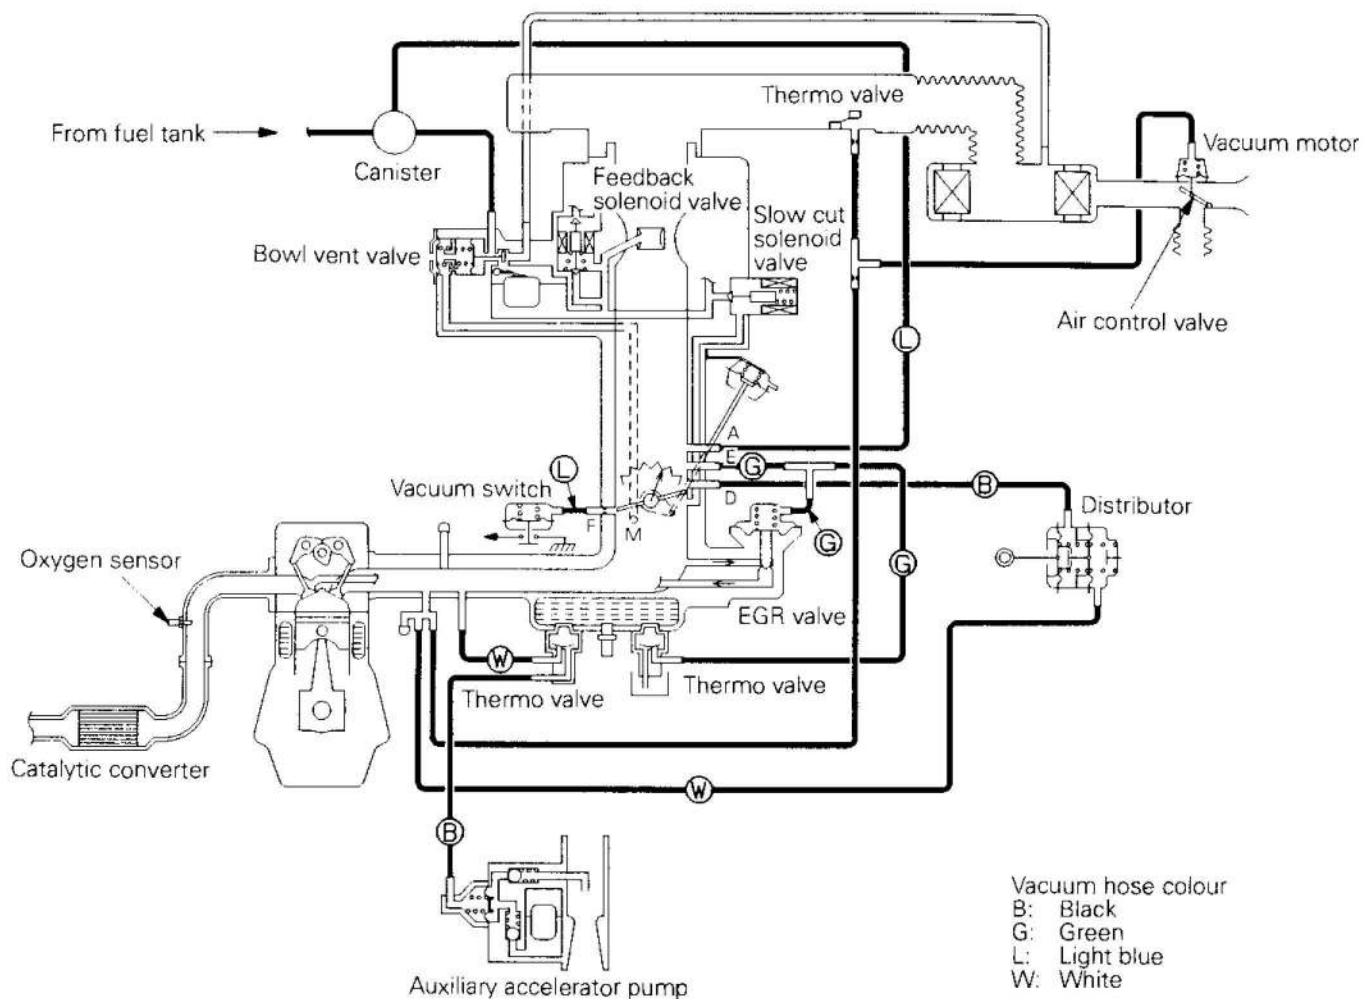 Thermo valve
From fuel tank
Vacuum motor
Canister
Feedback
solenoid valve
Slow cut
solenoid
valve
Bowl vent valve
Air control valve
L
A
E
G
L
Vacuum switch
B
D
Distributor
F
M
G
G
Oxygen sensor
EGR valve
W
Thermo valve
Thermo valve
Catalytic converter
W
B
Vacuum hose colour
B: Black
G: Green
L: Light blue
W: White
Auxiliary accelerator pump